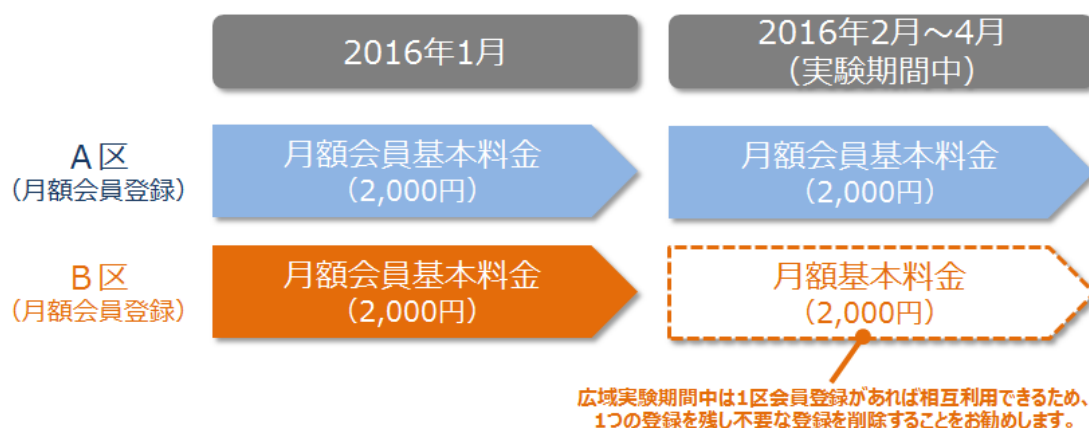 2016年1月
2016年2月～4月
（実験期間中）
A区
（月額会員登録）
月額会員基本料金
（2,000円）
月額会員基本料金
（2,000円）
B区
（月額会員登録）
月額会員基本料金
（2,000円）
月額基本料金
（2,000円）
広域実験期間中は1区会員登録があれば相互利用できるため、
1つの登録を残し不要な登録を削除することをお勧めします。